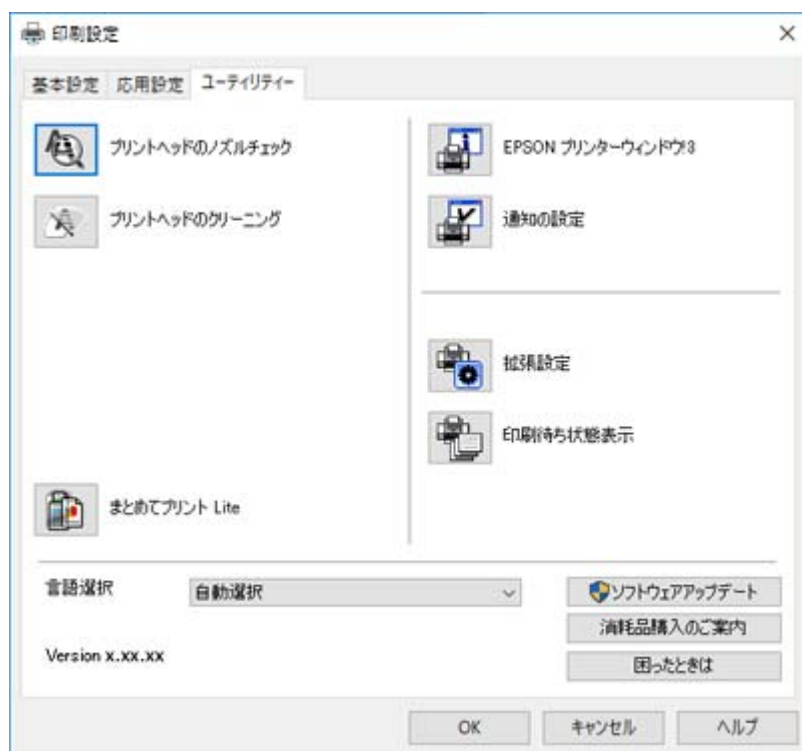 印刷設定
基本設定 応用設定 ユーティリティー
プリントヘッドのノズルチェック
プリントヘッドのクリーニング
まとめてプリント Lite
EPSON プリンターウィンドウ!3
通知の設定
拡張設定
印刷待ち状態表示
言語選択 自動選択
Version x.xx.xx
ソフトウェアアップデート
消耗品購入のご案内
困ったときは
OK キャンセル ヘルプ